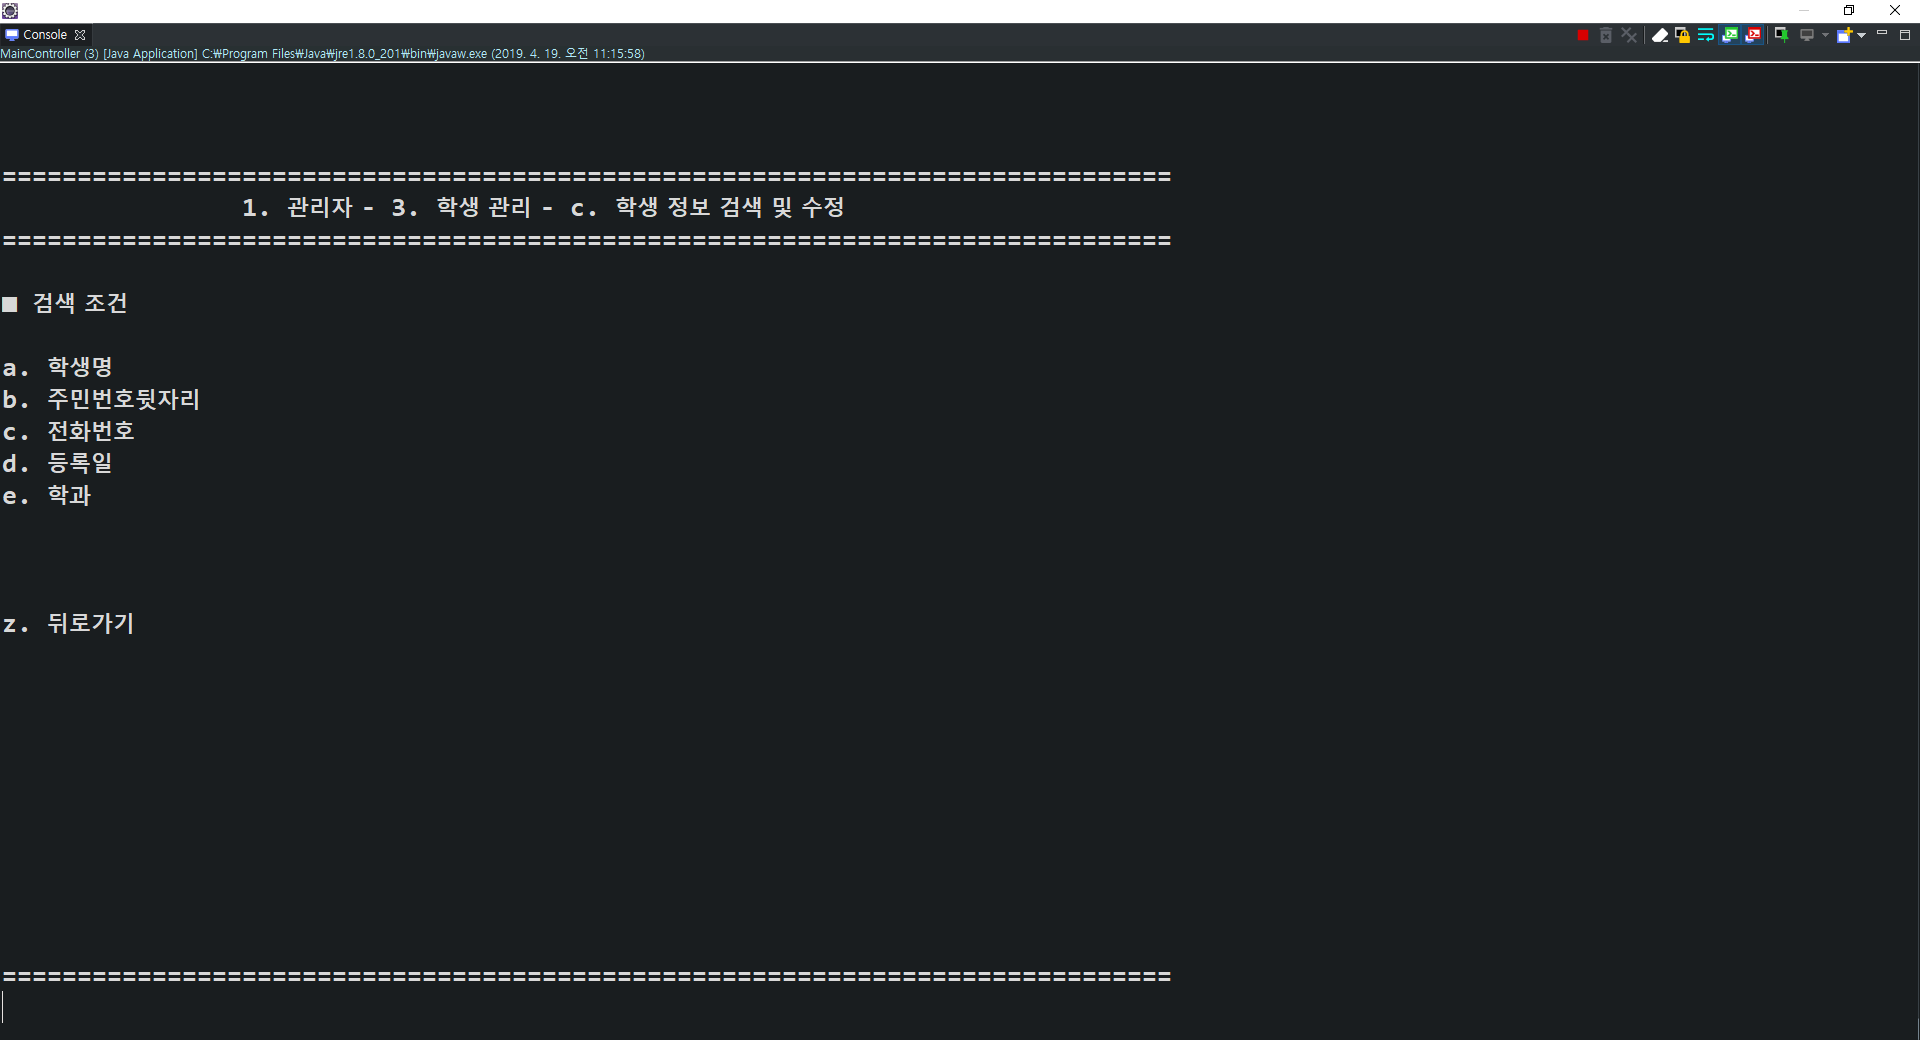 Console
MainController (3) [Java Application] C:₩Program Files₩Java₩jre1.8.0_201₩bin₩javaw.exe (2019. 4. 19. 오전 11:15:58)
==============================================================================
1. 관리자 - 3. 학생 관리 - c. 학생 정보 검색 및 수정
==============================================================================
■ 검색 조건
a. 학생명
b. 주민번호뒷자리
c. 전화번호
d. 등록일
e. 학과
z. 뒤로가기
==============================================================================